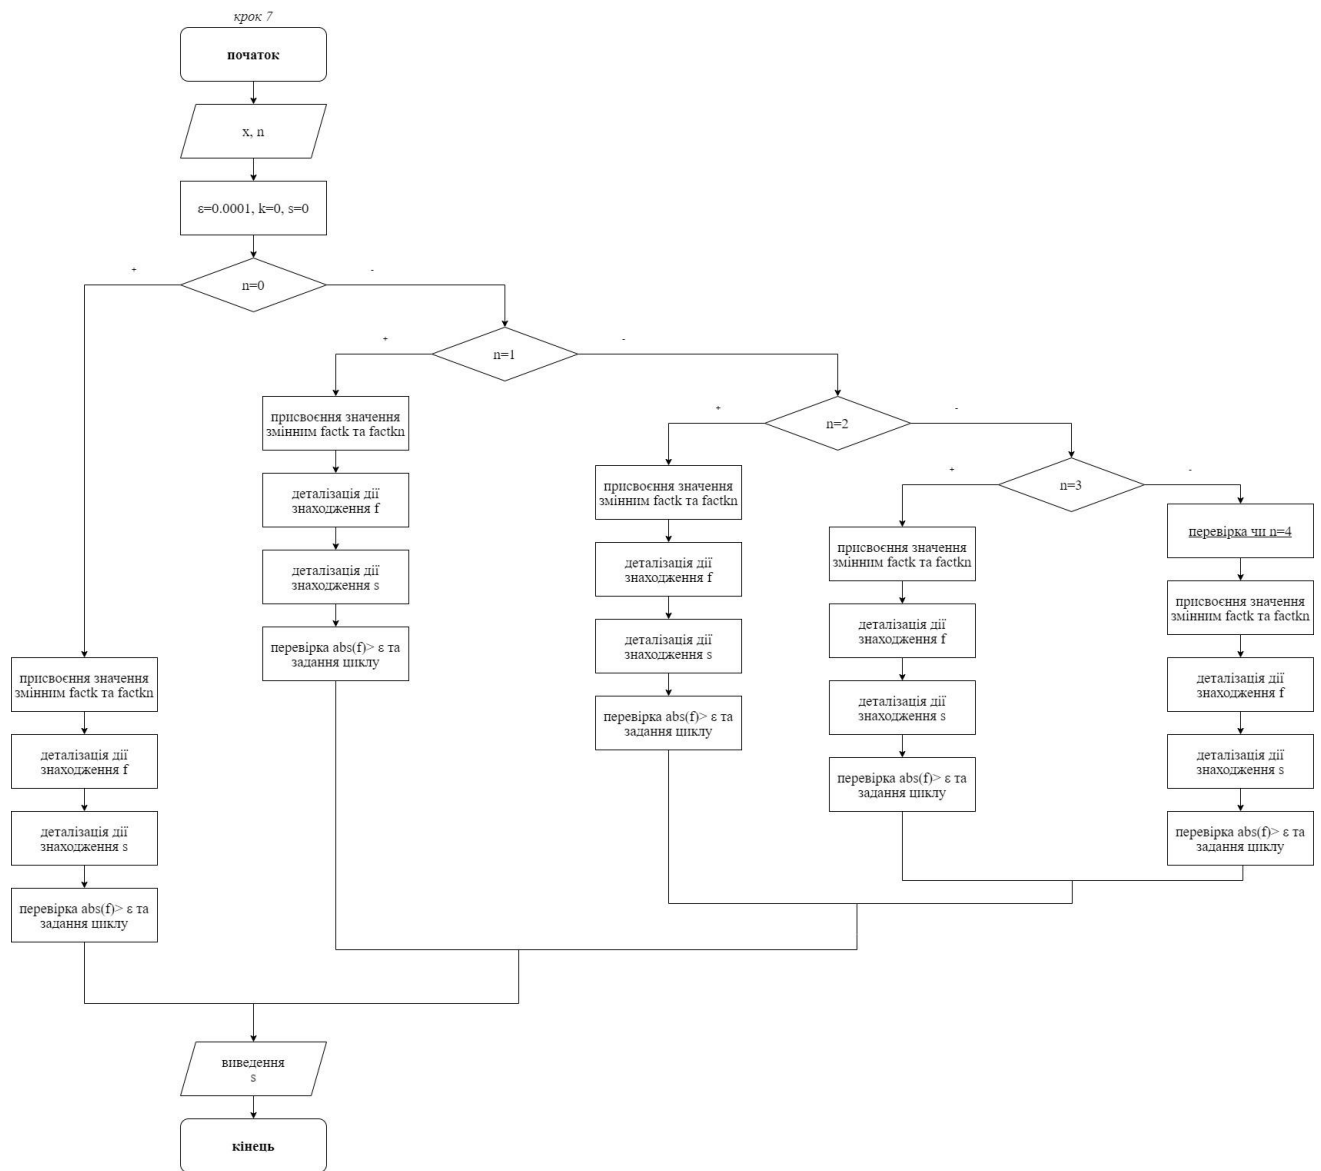 крок 7
початок
x, n
ε=0.0001, k=0, s=0
+
-
n=0
+
-
n=1
+
-
n=2
+
-
n=3
присвоєння значення
змінним factk та factkn
деталізація дії
знаходження f
деталізація дії
знаходження s
перевірка abs(f)> ε та
задання циклу
присвоєння значення
змінним factk та factkn
деталізація дії
знаходження f
деталізація дії
знаходження s
перевірка abs(f)> ε та
задання циклу
присвоєння значення
змінним factk та factkn
деталізація дії
знаходження f
деталізація дії
знаходження s
перевірка abs(f)> ε та
задання циклу
присвоєння значення
змінним factk та factkn
деталізація дії
знаходження f
деталізація дії
знаходження s
перевірка abs(f)> ε та
задання циклу
перевірка чи n=4
присвоєння значення
змінним factk та factkn
деталізація дії
знаходження f
деталізація дії
знаходження s
перевірка abs(f)> ε та
задання циклу
виведення
s
кінець